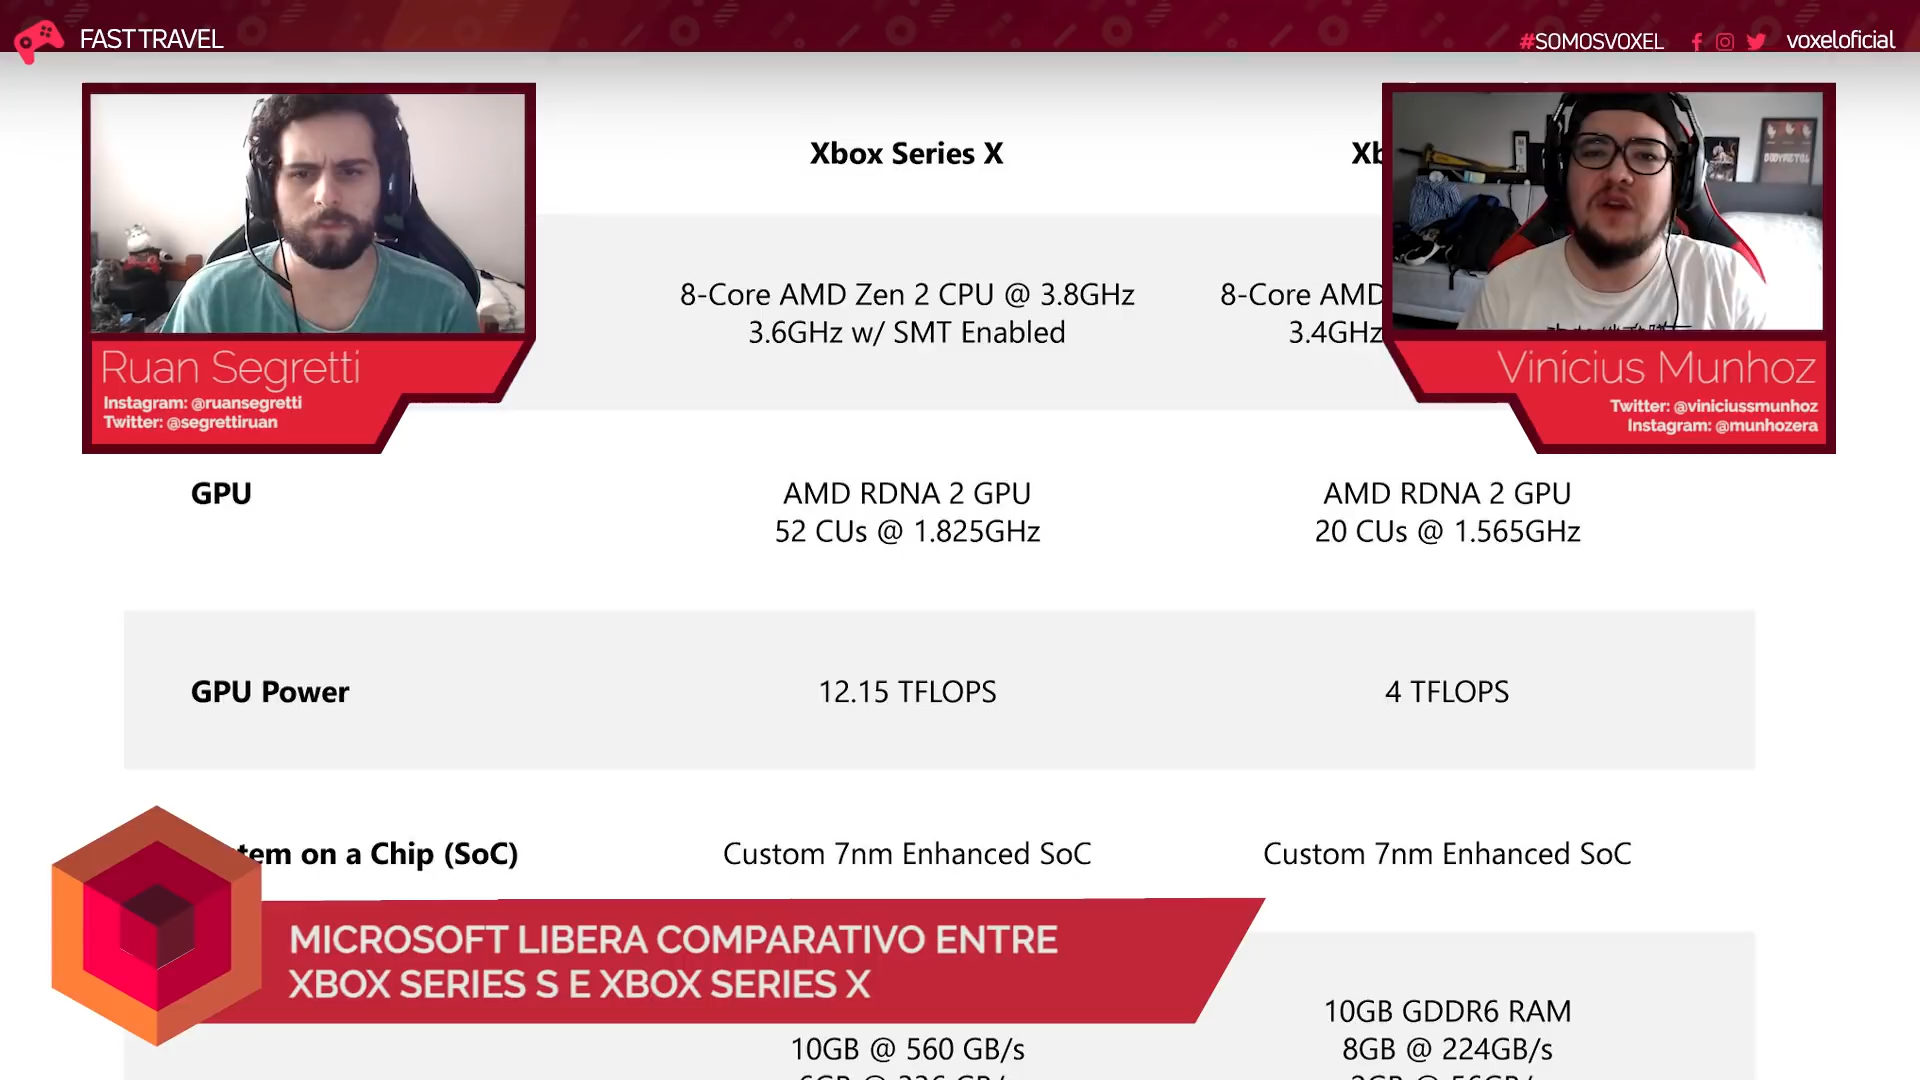 FAST TRAVEL
#SOMOSVOXEL
voxeloficial
Xbox Series X
Xb
BODYMETAL
8-Core AMD Zen 2 CPU @ 3.8GHz
3.6GHz w/ SMT Enabled
8-Core AMD
3.4GHz
Ruan Segretti
Instagram: @ruansegretti
Twitter: @segrettiruan
Vinícius Munhoz
Twitter: @viniciussmunhoz
Instagram: @munhozera
GPU
AMD RDNA 2 GPU
52 CUs @ 1.825GHz
AMD RDNA 2 GPU
20 CUs @ 1.565GHz
GPU Power
12.15 TFLOPS
4 TFLOPS
tem on a Chip (SoC)
Custom 7nm Enhanced SoC
Custom 7nm Enhanced SoC
MICROSOFT LIBERA COMPARATIVO ENTRE
XBOX SERIES S E XBOX SERIES X
10GB @ 560 GB/s
10GB GDDR6 RAM
8GB @ 224GB/s